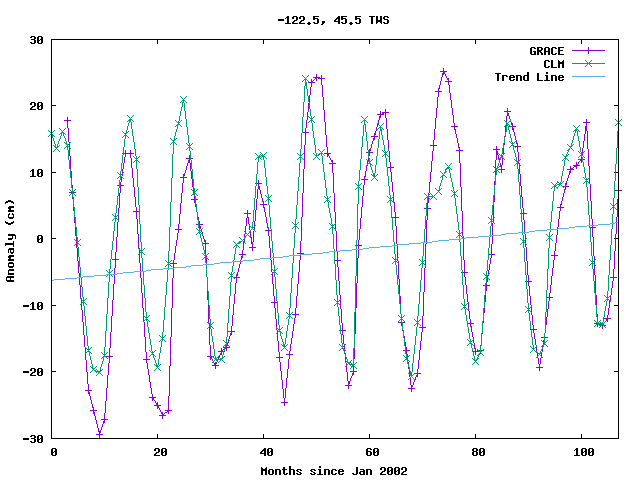 -122.5, 45.5 TWS
GRACE
CLM
Trend Line
30
20
10
0
-10
-20
-30
Anomaly (cm)
0 20 40 60 80 100
Months since Jan 2002